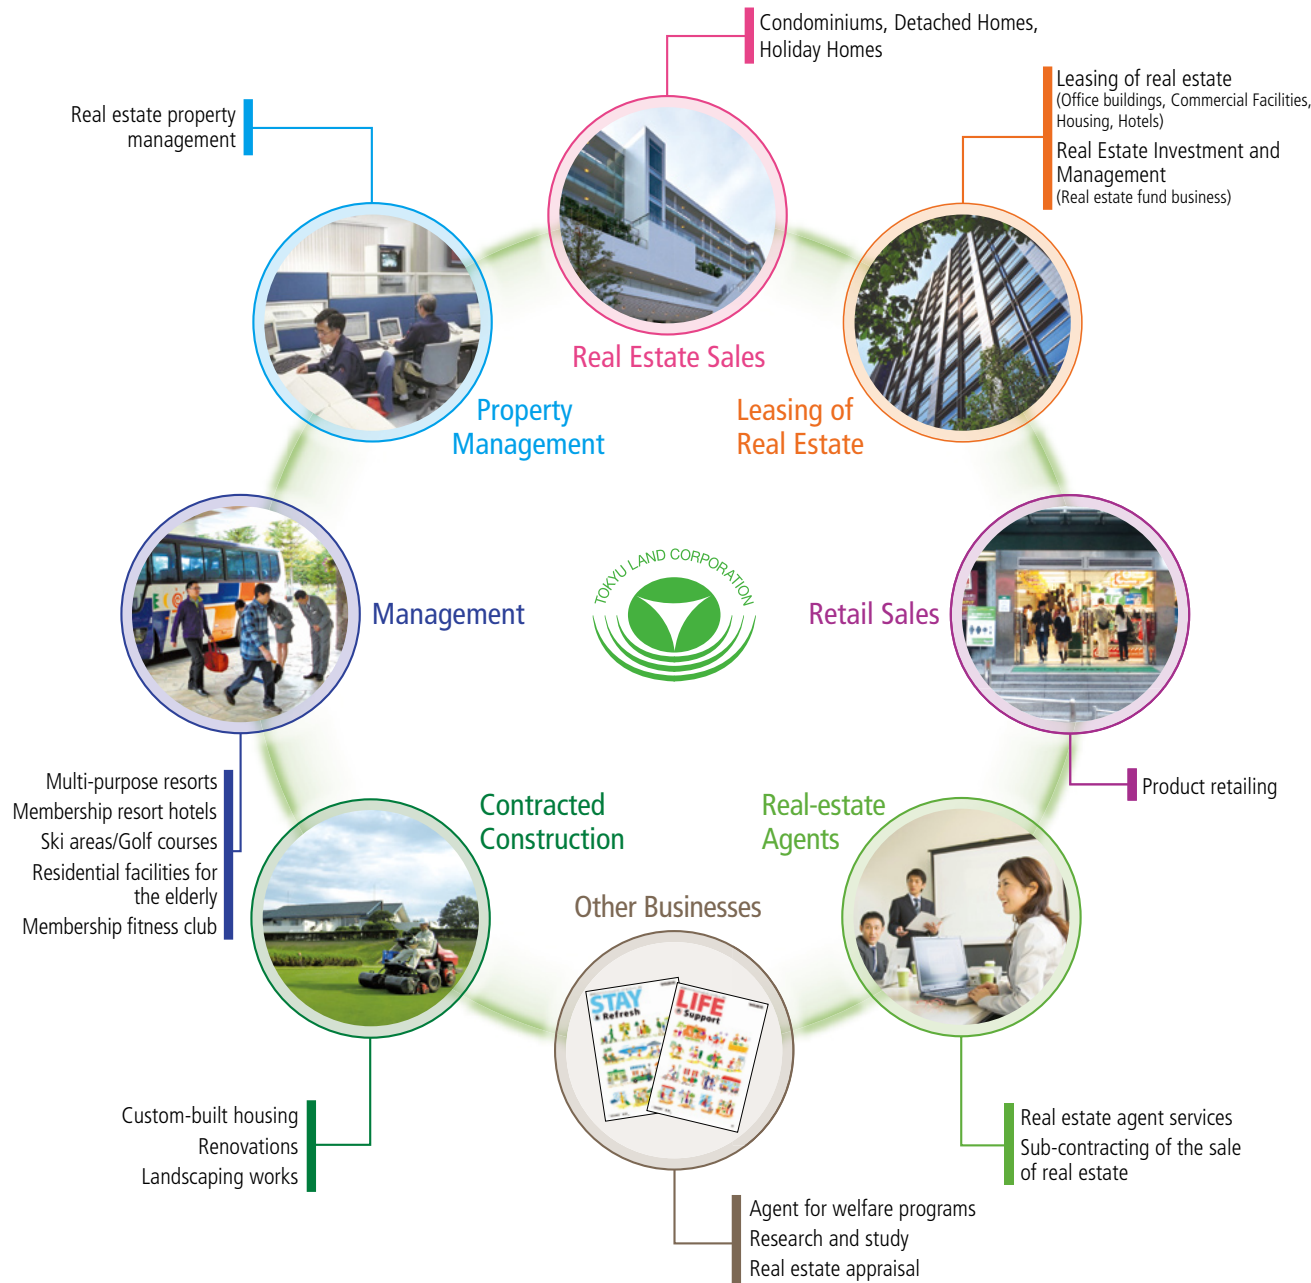 Condominiums, Detached Homes,
Holiday Homes
Leasing of real estate
(Office buildings, Commercial Facilities,
Housing, Hotels)
Real Estate Investment and
Management
(Real estate fund business)
Real estate property
management
Real Estate Sales
Property
Management
Leasing of
Real Estate
Management
TOKYU LAND CORPORATION
Retail Sales
Multi-purpose resorts
Membership resort hotels
Ski areas/Golf courses
Residential facilities for
the elderly
Membership fitness club
Contracted
Construction
Real-estate
Agents
Product retailing
Other Businesses
STAY
& Refresh
LIFE
Support
Custom-built housing
Renovations
Landscaping works
Real estate agent services
Sub-contracting of the sale
of real estate
Agent for welfare programs
Research and study
Real estate appraisal